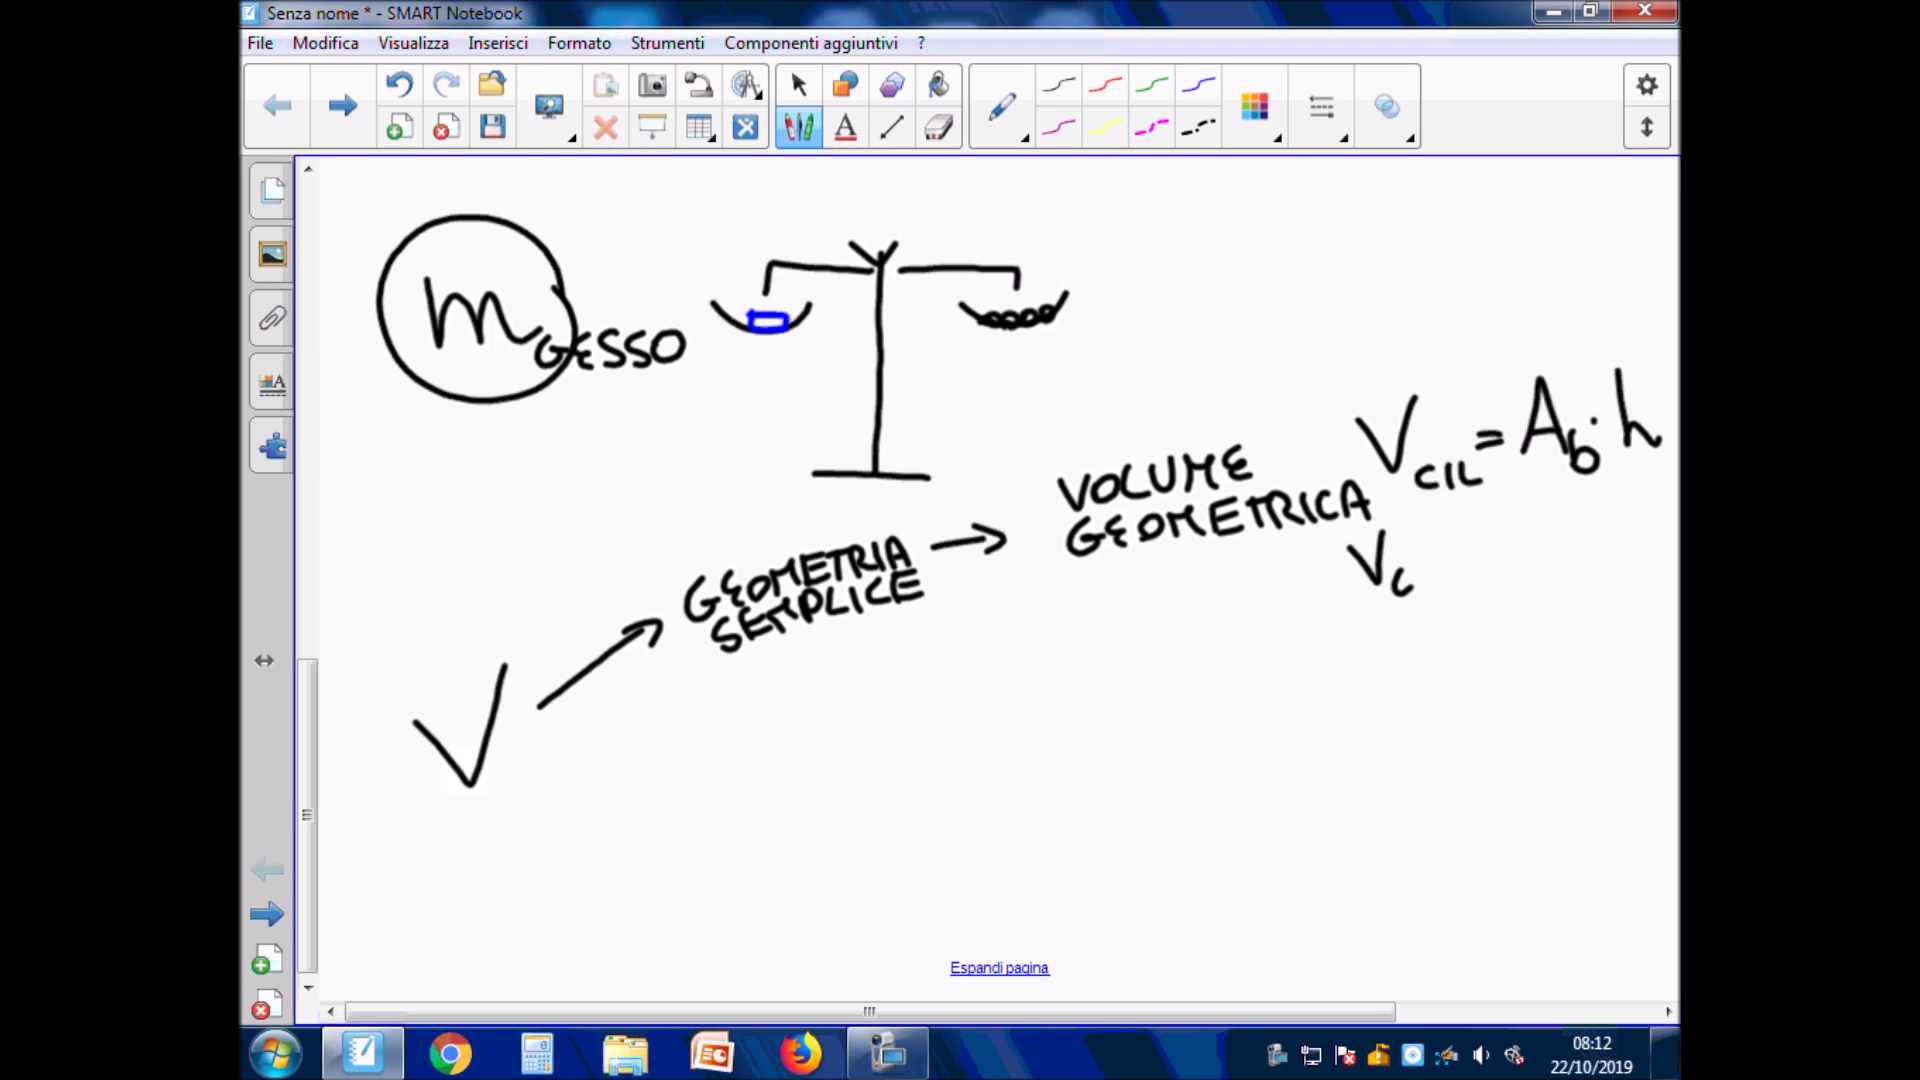 Senza nome * - SMART Notebook
File Modifica Visualizza Inserisci Formato Strumenti Componenti aggiuntivi ?
m GESSO
V CIL = Ab · h
VOLUME
GEOMETRICA
Vc
GEOMETRIA
SEMPLICE
V
Espandi pagina
08:12
22/10/2019